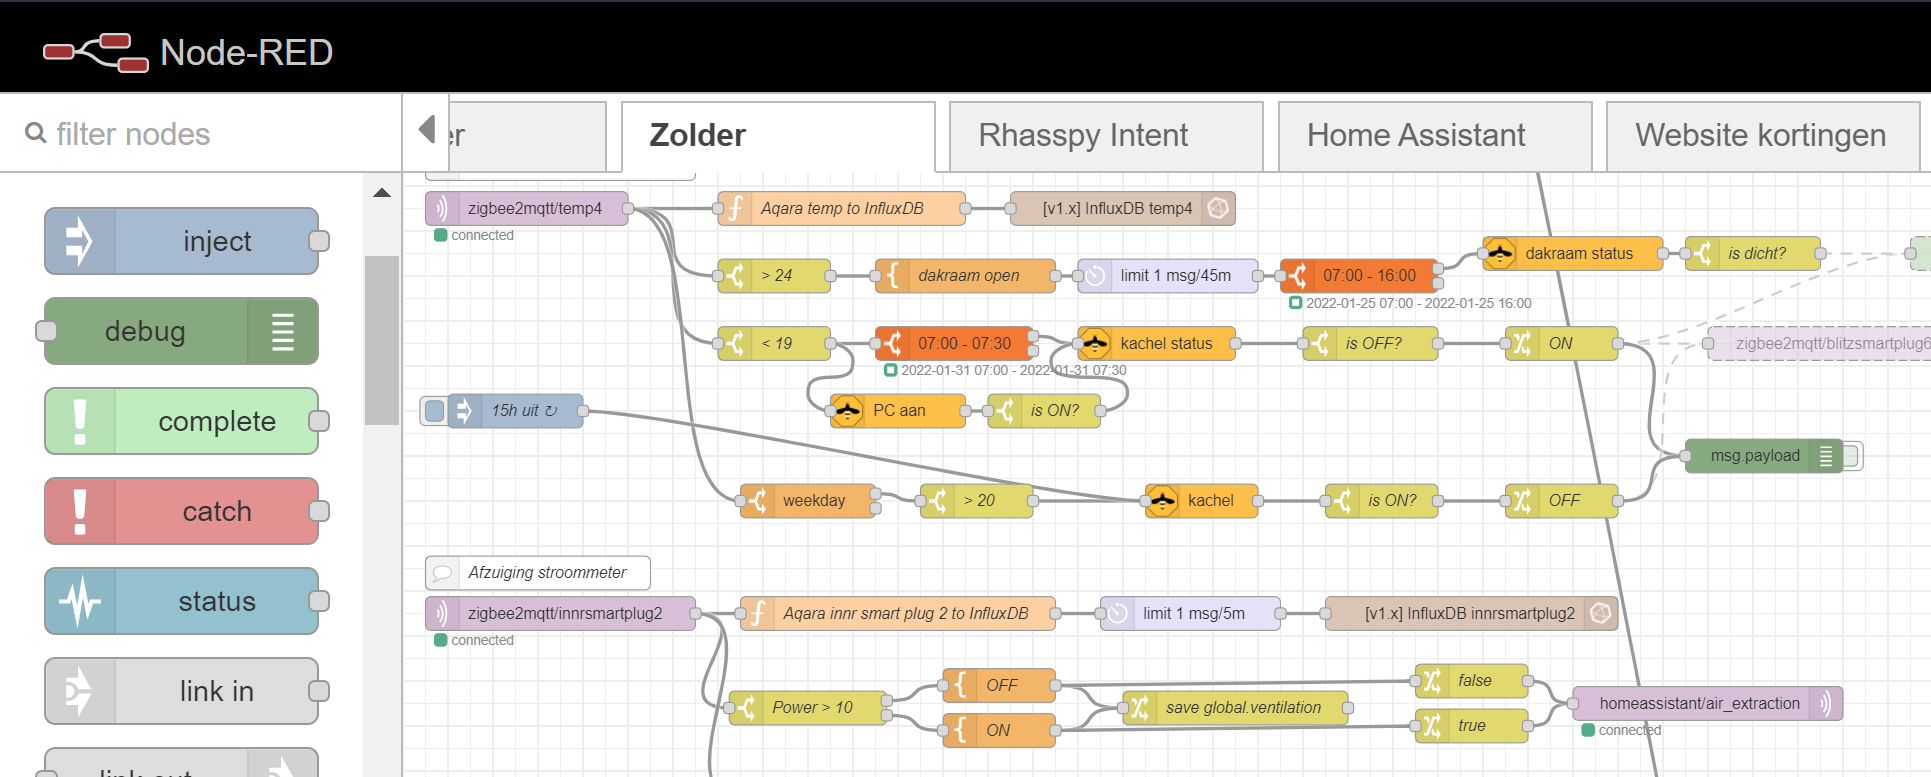 Node-RED
filter nodes
er
Zolder
Rhasspy Intent
Home Assistant
Website kortingen
inject
debug
complete
catch
status
link in
link out
zigbee2mqtt/temp4
connected
Aqara temp to InfluxDB
[v1.x] InfluxDB temp4
> 24
dakraam open
limit 1 msg/45m
07:00 - 16:00
2022-01-25 07:00 - 2022-01-25 16:00
dakraam status
is dicht?
< 19
07:00 - 07:30
2022-01-31 07:00 - 2022-01-31 07:30
kachel status
is OFF?
ON
zigbee2mqtt/blitzsmartplug6
15h uit ↻
PC aan
is ON?
msg.payload
weekday
> 20
kachel
is ON?
OFF
Afzuiging stroommeter
zigbee2mqtt/innrsmartplug2
connected
Aqara innr smart plug 2 to InfluxDB
limit 1 msg/5m
[v1.x] InfluxDB innrsmartplug2
Power > 10
OFF
ON
save global.ventilation
false
true
homeassistant/air_extraction
connected